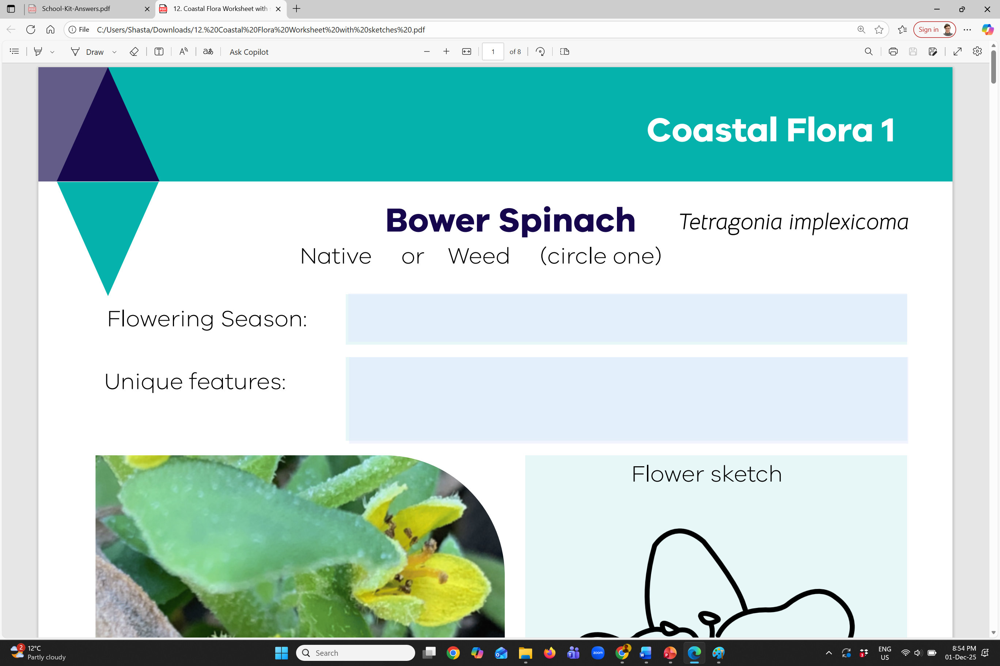 School-Kit-Answers.pdf
12. Coastal Flora Worksheet with
File C:/Users/Shasta/Downloads/12.%20Coastal%20Flora%20Worksheet%20with%20sketches%20.pdf
Sign in
Draw
Ask Copilot
1 of 8
Coastal Flora 1
Bower Spinach Tetragonia implexicoma
Native or Weed (circle one)
Flowering Season:
Unique features:
Flower sketch
2
12°C
Partly cloudy
Search
zoom
3
ENG
US
8:54 PM
01-Dec-25